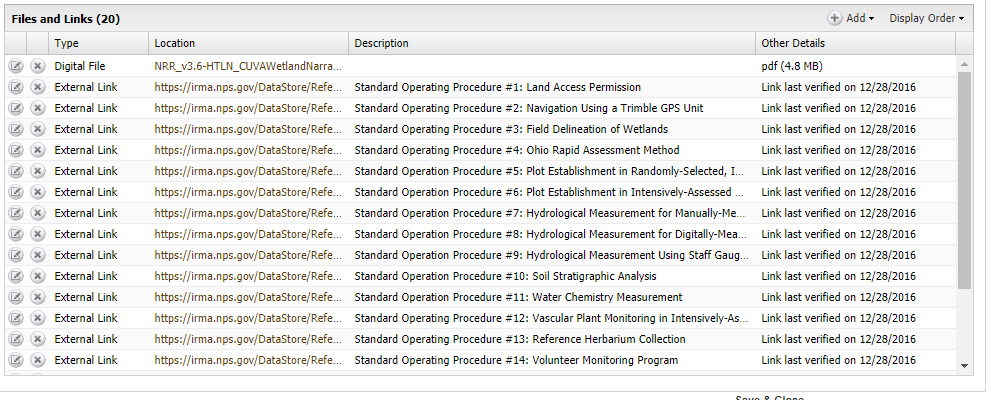 Files and Links (20) Add Display Order
Type Location Description Other Details
Digital File NRR_v3.6-HTLN_CUVAWetlandNarra... pdf (4.8 MB)
External Link https://irma.nps.gov/DataStore/Refe... Standard Operating Procedure #1: Land Access Permission Link last verified on 12/28/2016
External Link https://irma.nps.gov/DataStore/Refe... Standard Operating Procedure #2: Navigation Using a Trimble GPS Unit Link last verified on 12/28/2016
External Link https://irma.nps.gov/DataStore/Refe... Standard Operating Procedure #3: Field Delineation of Wetlands Link last verified on 12/28/2016
External Link https://irma.nps.gov/DataStore/Refe... Standard Operating Procedure #4: Ohio Rapid Assessment Method Link last verified on 12/28/2016
External Link https://irma.nps.gov/DataStore/Refe... Standard Operating Procedure #5: Plot Establishment in Randomly-Selected, I... Link last verified on 12/28/2016
External Link https://irma.nps.gov/DataStore/Refe... Standard Operating Procedure #6: Plot Establishment in Intensively-Assessed ... Link last verified on 12/28/2016
External Link https://irma.nps.gov/DataStore/Refe... Standard Operating Procedure #7: Hydrological Measurement for Manually-Me... Link last verified on 12/28/2016
External Link https://irma.nps.gov/DataStore/Refe... Standard Operating Procedure #8: Hydrological Measurement for Digitally-Mea... Link last verified on 12/28/2016
External Link https://irma.nps.gov/DataStore/Refe... Standard Operating Procedure #9: Hydrological Measurement Using Staff Gaug... Link last verified on 12/28/2016
External Link https://irma.nps.gov/DataStore/Refe... Standard Operating Procedure #10: Soil Stratigraphic Analysis Link last verified on 12/28/2016
External Link https://irma.nps.gov/DataStore/Refe... Standard Operation Procedure #11: Water Chemistry Measurement Link last verified on 12/28/2016
External Link https://irma.nps.gov/DataStore/Refe... Standard Operating Procedure #12: Vascular Plant Monitoring in Intensively-As... Link last verified on 12/28/2016
External Link https://irma.nps.gov/DataStore/Refe... Standard Operating Procedure #13: Reference Herbarium Collection Link last verified on 12/28/2016
External Link https://irma.nps.gov/DataStore/Refe... Standard Operating Procedure #14: Volunteer Monitoring Program Link last verified on 12/28/2016
Save & Close